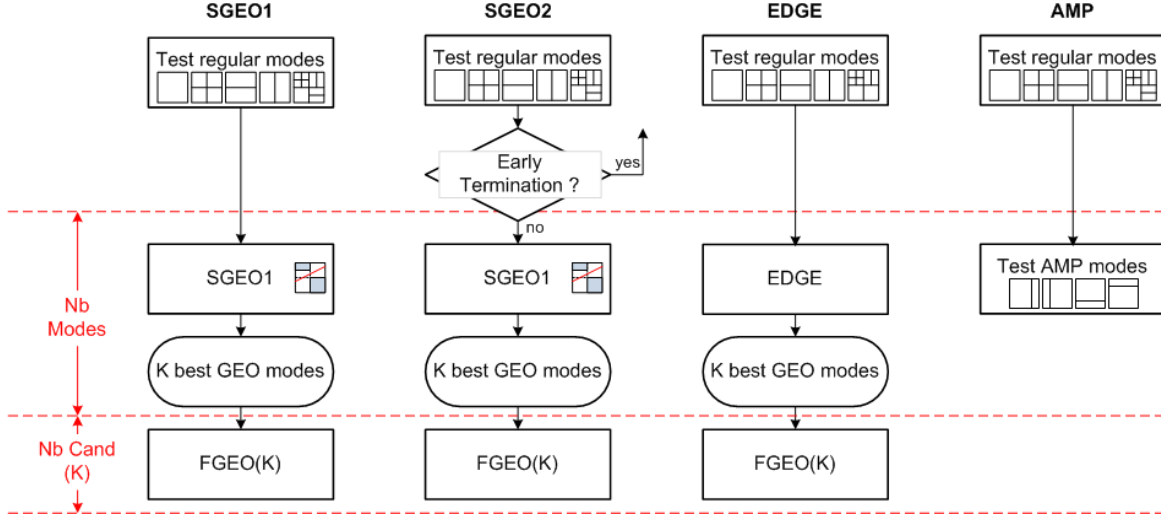 SGEO1 SGEO2 EDGE AMP
Test regular modes Test regular modes Test regular modes Test regular modes
Early
Termination ?
yes
no
SGEO1 SGEO1 EDGE Test AMP modes
Nb
Modes
K best GEO modes K best GEO modes K best GEO modes
Nb Cand
(K)
FGEO(K) FGEO(K) FGEO(K)